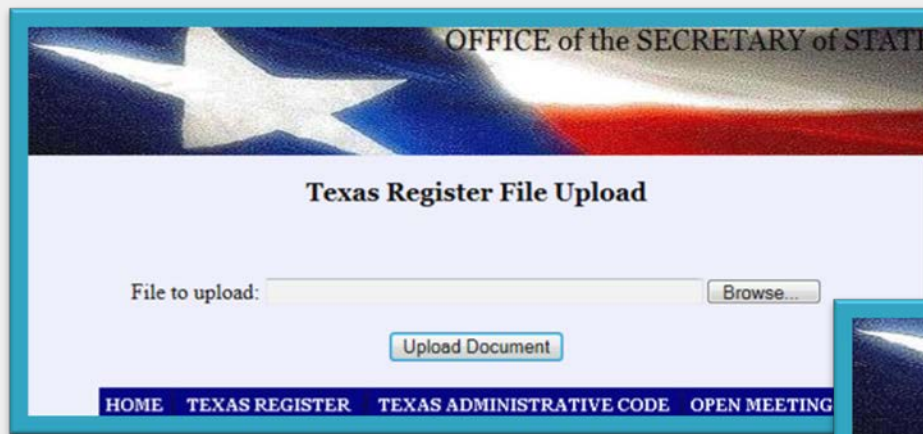 OFFICE of the SECRETARY of STAT
Texas Register File Upload
File to upload: Browse...
Upload Document
HOME TEXAS REGISTER TEXAS ADMINISTRATIVE CODE OPEN MEETING